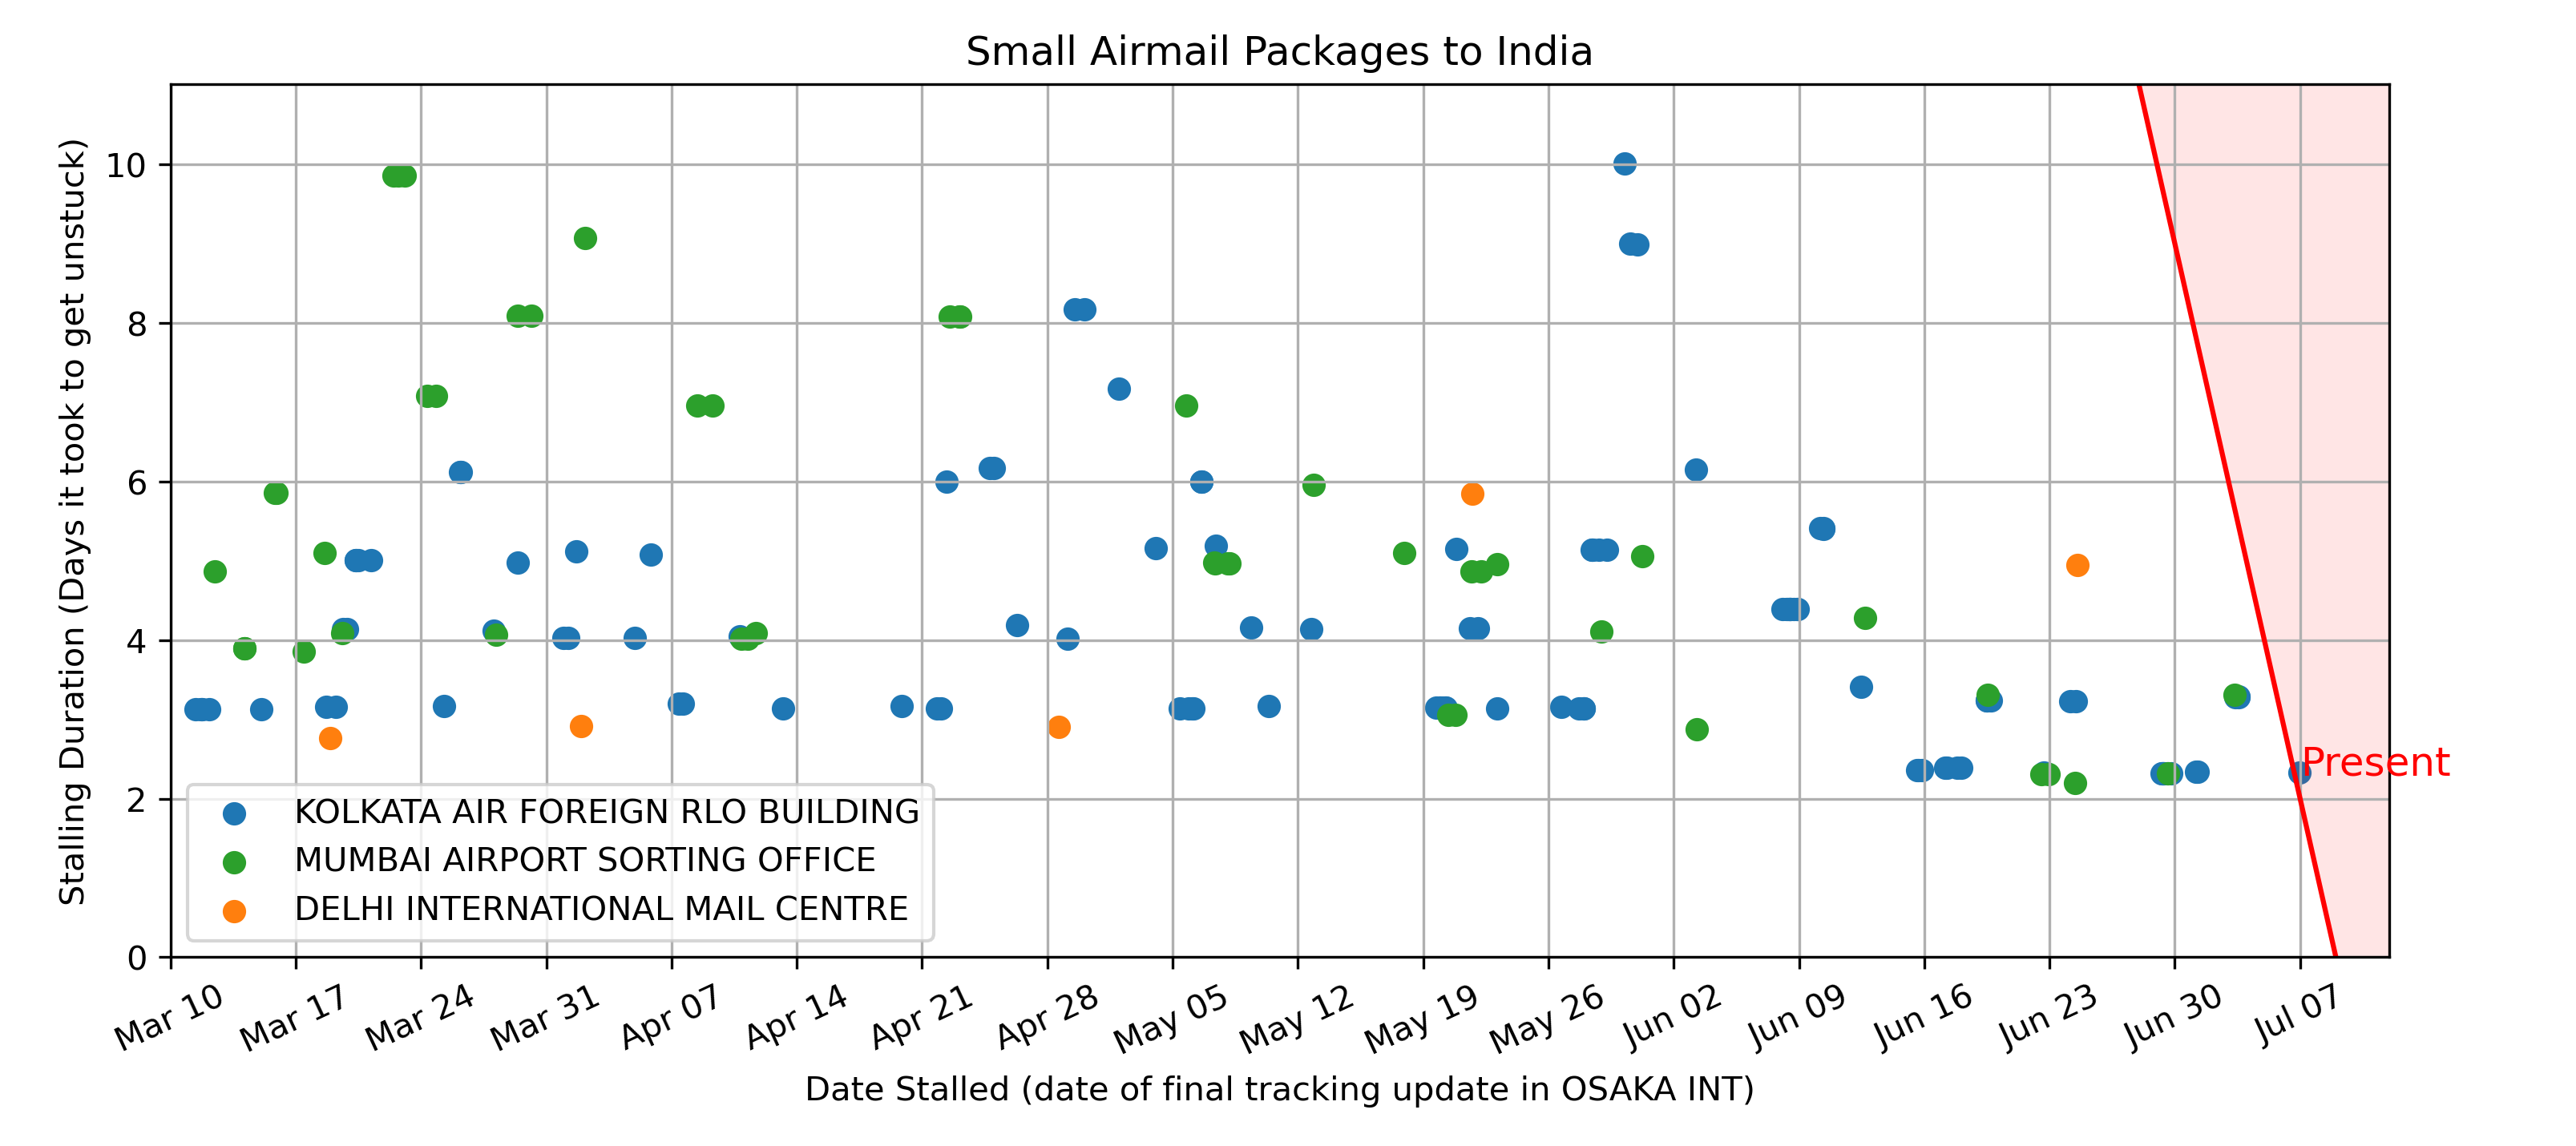 Small Airmail Packages to India
Stalling Duration (Days it took to get unstuck)
10
8
6
4
2
0
Present
KOLKATA AIR FOREIGN RLO BUILDING
MUMBAI AIRPORT SORTING OFFICE
DELHI INTERNATIONAL MAIL CENTRE
Mar 10
Mar 17
Mar 24
Mar 31
Apr 07
Apr 14
Apr 21
Apr 28
May 05
May 12
May 19
May 26
Jun 02
Jun 09
Jun 16
Jun 23
Jun 30
Jul 07
Date Stalled (date of final tracking update in OSAKA INT)